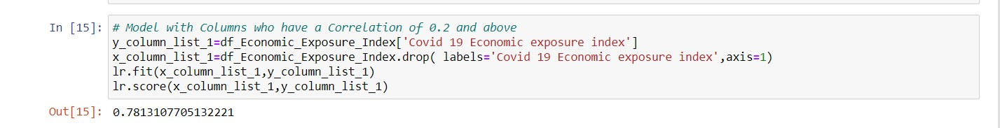 In [15]: # Model with Columns who have a Correlation of 0.2 and above
y_column_list_1=df_Economic_Exposure_Index['Covid 19 Economic exposure index']
x_column_list_1=df_Economic_Exposure_Index.drop( labels='Covid 19 Economic exposure index',axis=1)
lr.fit(x_column_list_1,y_column_list_1)
lr.score(x_column_list_1,y_column_list_1)
Out[15]: 0.7813107705132221